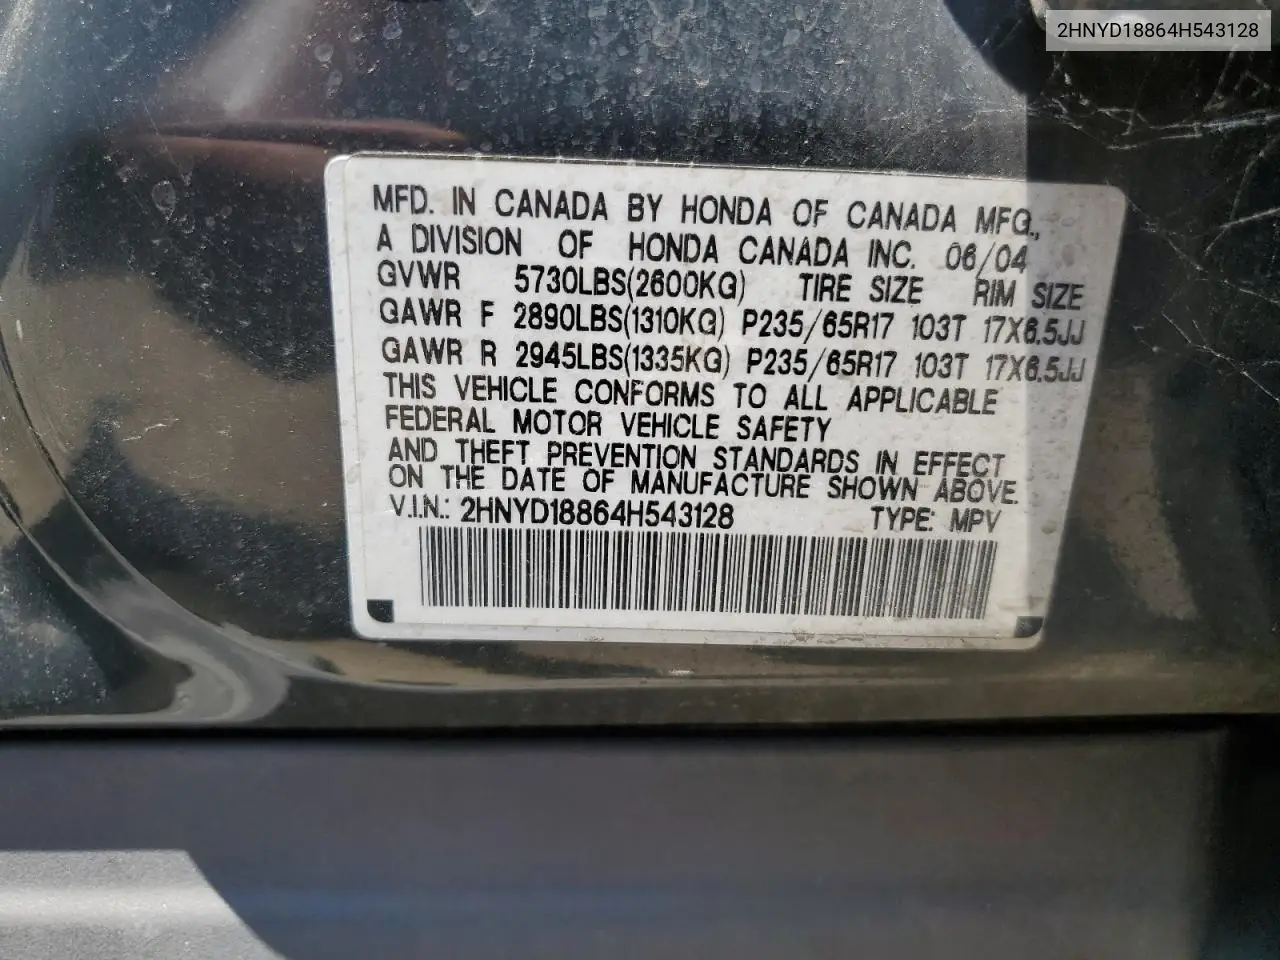 2HNYD18864H543128
MFD. IN CANADA BY HONDA OF CANADA MFG.,
A DIVISION OF HONDA CANADA INC. 06/04
GVWR 5730LBS(2600KG) TIRE SIZE RIM SIZE
GAWR F 2890LBS(1310KG) P235/65R17 103T 17X6.5JJ
GAWR R 2945LBS(1335KG) P235/65R17 103T 17X6.5JJ
THIS VEHICLE CONFORMS TO ALL APPLICABLE
FEDERAL MOTOR VEHICLE SAFETY
AND THEFT PREVENTION STANDARDS IN EFFECT
ON THE DATE OF MANUFACTURE SHOWN ABOVE.
V.I.N.: 2HNYD18864H543128 TYPE: MPV